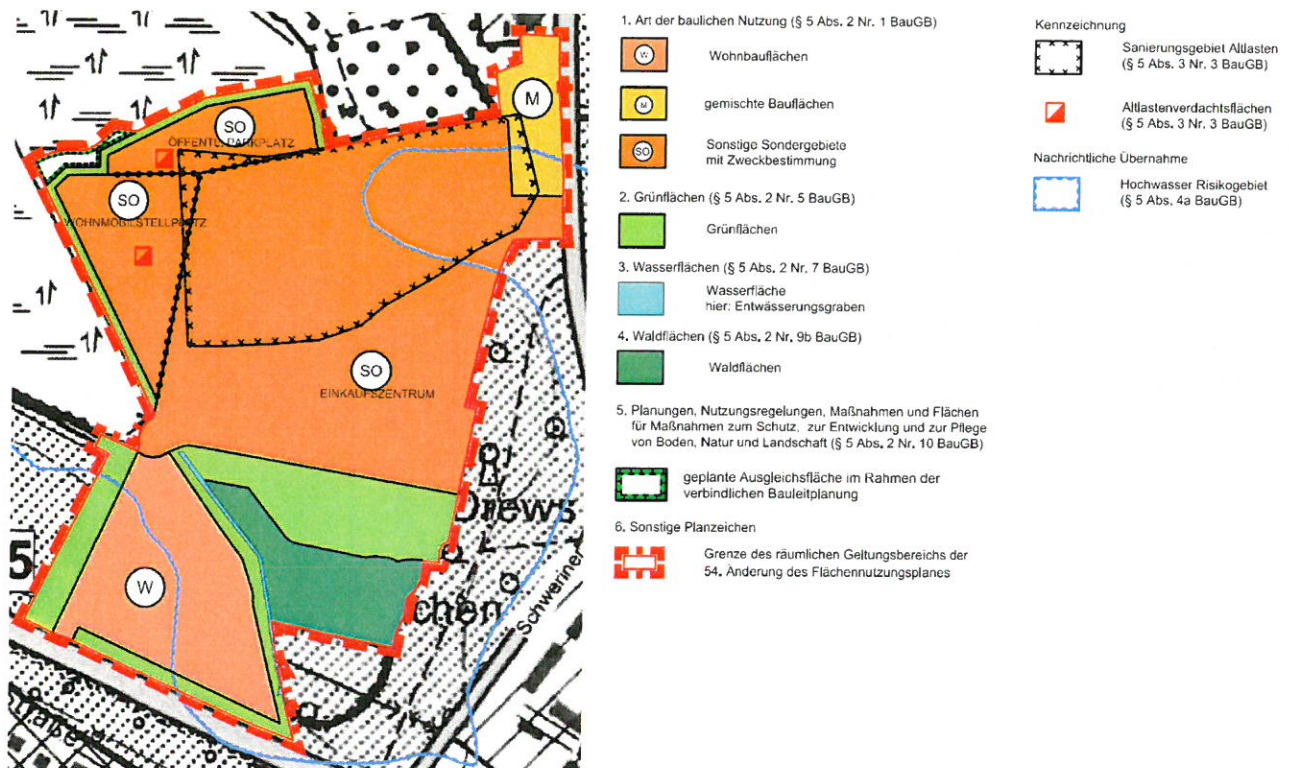 M
SO
ÖFFENTL. PARKPLATZ
SO
WOHNMOBILSTELLPLATZ
SO
EINKAUFSZENTRUM
Drews
5
W
chen
Schweriner
straße
1. Art der baulichen Nutzung (§ 5 Abs. 2 Nr. 1 BauGB)
W
Wohnbauflächen
M
gemischte Bauflächen
SO
Sonstige Sondergebiete
mit Zweckbestimmung
2. Grünflächen (§ 5 Abs. 2 Nr. 5 BauGB)
Grünflächen
3. Wasserflächen (§ 5 Abs. 2 Nr. 7 BauGB)
Wasserfläche
hier: Entwässerungsgraben
4. Waldflächen (§ 5 Abs. 2 Nr. 9b BauGB)
Waldflächen
5. Planungen, Nutzungsregelungen, Maßnahmen und Flächen
für Maßnahmen zum Schutz, zur Entwicklung und zur Pflege
von Boden, Natur und Landschaft (§ 5 Abs. 2 Nr. 10 BauGB)
geplante Ausgleichsfläche im Rahmen der
verbindlichen Bauleitplanung
6. Sonstige Planzeichen
Grenze des räumlichen Geltungsbereichs der
54. Änderung des Flächennutzungsplanes
Kennzeichnung
Sanierungsgebiet Altlasten
(§ 5 Abs. 3 Nr. 3 BauGB)
Altlastenverdachtsflächen
(§ 5 Abs. 3 Nr. 3 BauGB)
Nachrichtliche Übernahme
Hochwasser Risikogebiet
(§ 5 Abs. 4a BauGB)